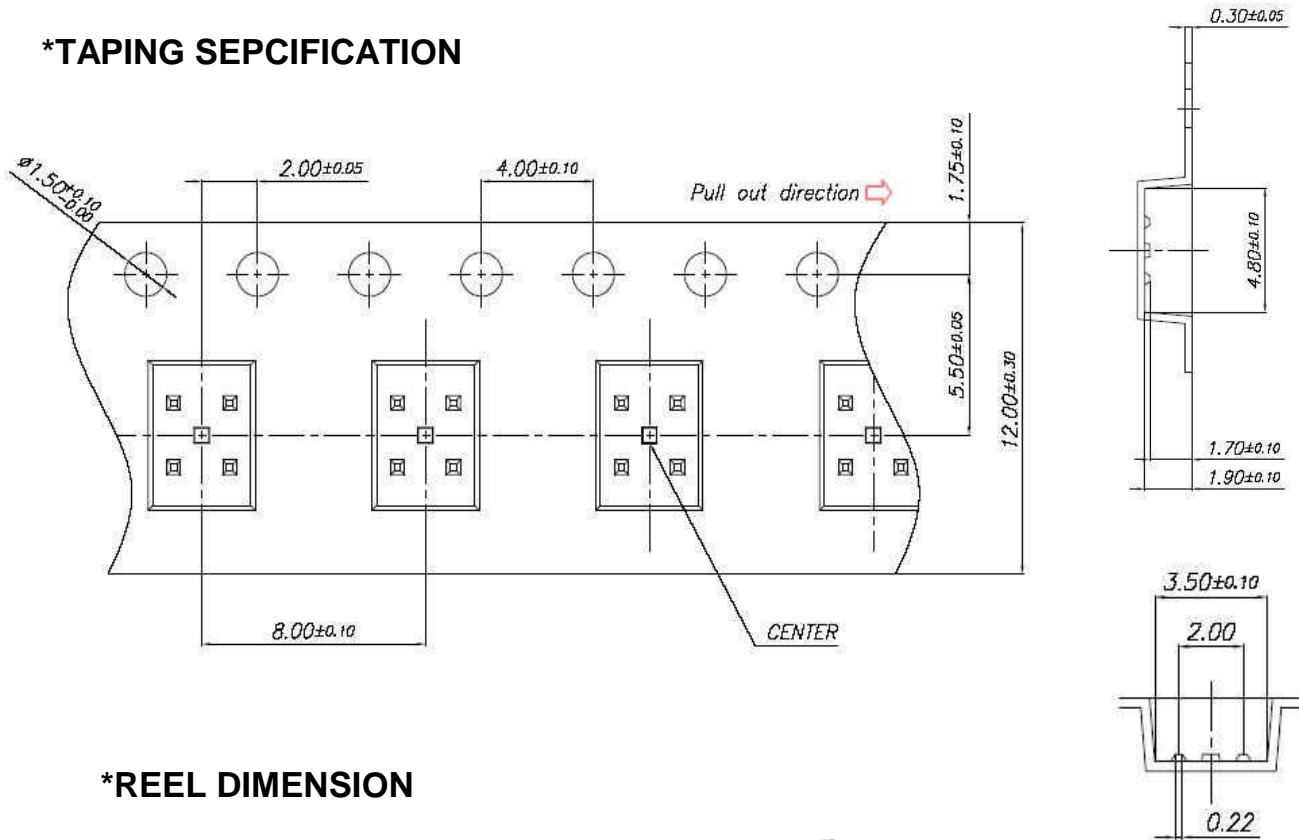 *TAPING SEPCIFICATION
0.30±0.05
ø1.50+0.10
-0.00
2.00±0.05
4.00±0.10
Pull out direction
1.75±0.10
5.50±0.05
12.00±0.30
4.80±0.10
1.70±0.10
1.90±0.10
8.00±0.10
CENTER
3.50±0.10
2.00
0.22
*REEL DIMENSION